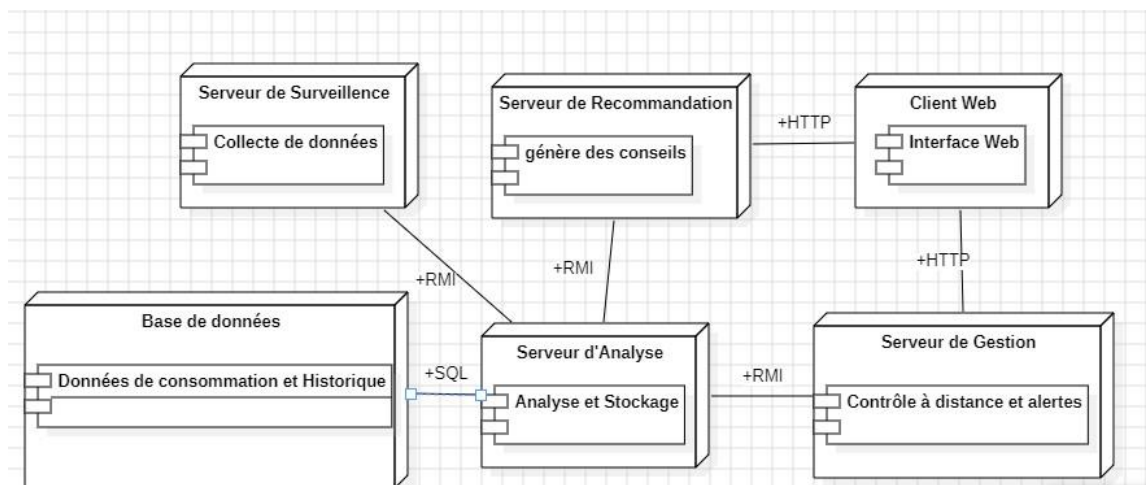 Serveur de Surveillence
Collecte de données
Serveur de Recommandation
génère des conseils
+HTTP
Client Web
Interface Web
+RMI
+RMI
+HTTP
Base de données
Données de consommation et Historique
+SQL
Serveur d'Analyse
Analyse et Stockage
+RMI
Serveur de Gestion
Contrôle à distance et alertes